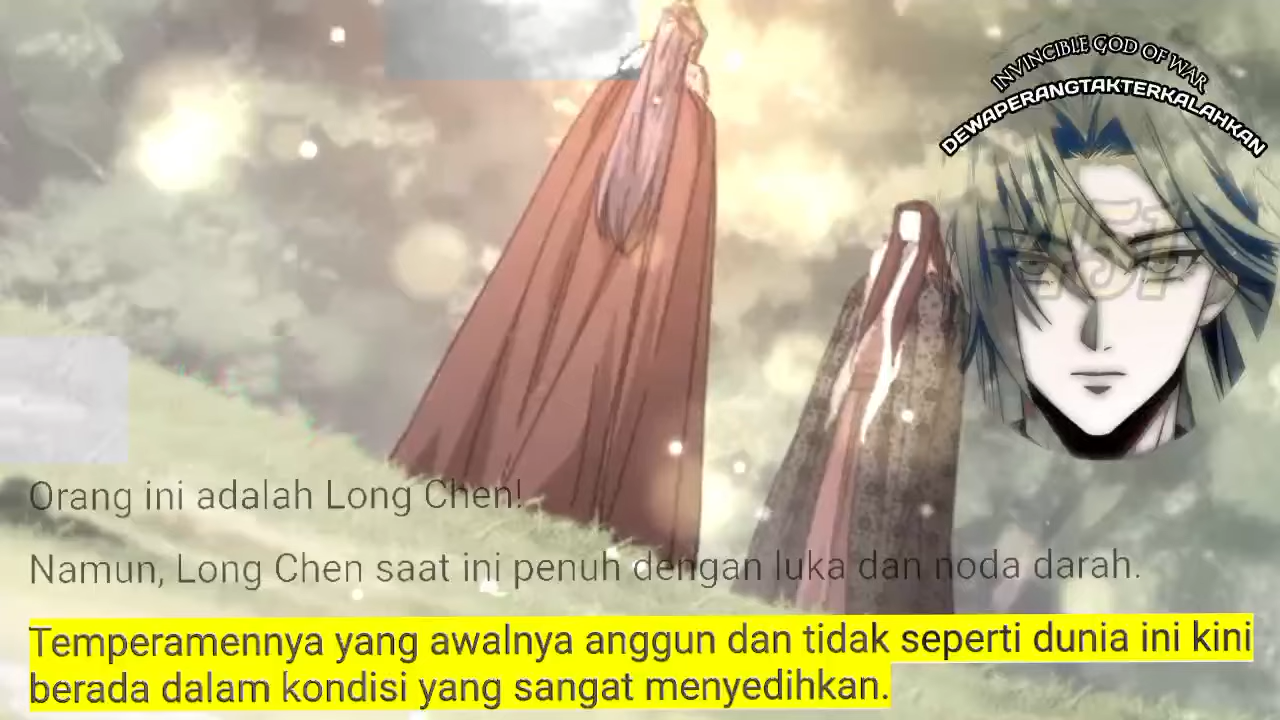 INVINCIBLE GOD OF WAR
DEWAPERANGTAKTERKALAHKAN
151
Orang ini adalah Long Chen!
Namun, Long Chen saat ini penuh dengan luka dan noda darah.
Temperamennya yang awalnya anggun dan tidak seperti dunia ini kini
berada dalam kondisi yang sangat menyedihkan.